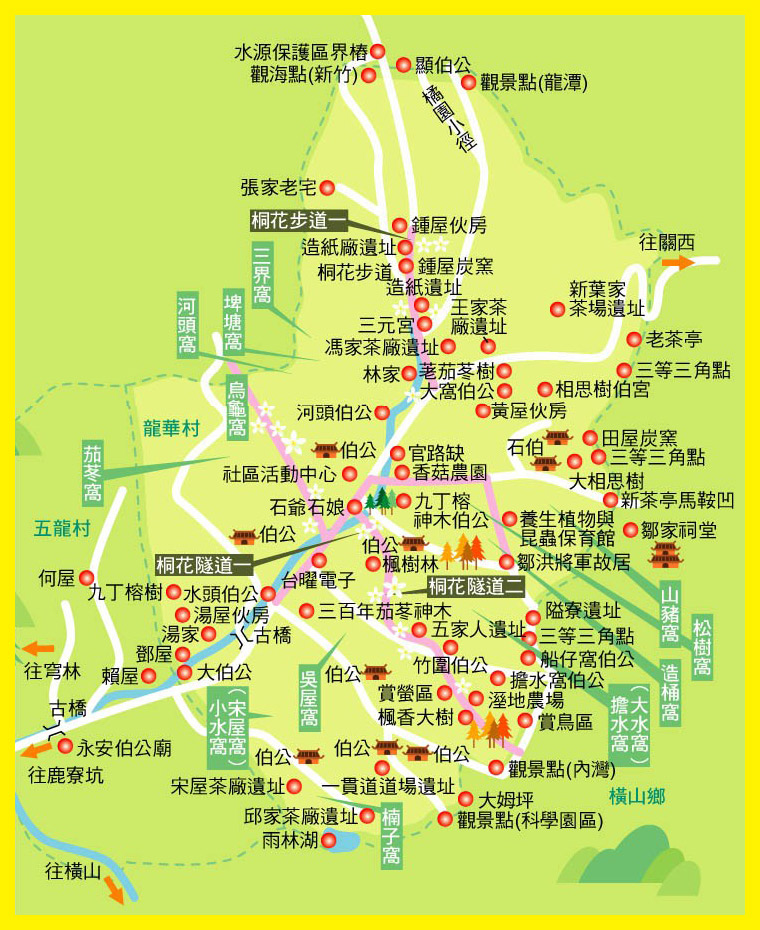 水源保護區界樁
顯伯公
觀海點(新竹)
觀景點(龍潭)
橘園小徑
張家老宅
桐花步道一
鍾屋伙房
造紙廠遺址
桐花步道
鍾屋炭窯
造紙遺址
往關西
三界窩
河頭窩
埤塘窩
新葉家
茶場遺址
王家茶
廠遺址
三元宮
馮家茶廠遺址
老茶亭
林家
荖茄苳樹
三等三角點
大窩伯公
相思樹伯宮
烏龜窩
河頭伯公
黃屋伙房
龍華村
伯公
官路缺
石伯
田屋炭窯
三等三角點
茄苳窩
社區活動中心
香菇農園
大相思樹
石爺石娘
九丁榕
神木伯公
新茶亭馬鞍凹
五龍村
伯公
伯公
養生植物與
昆蟲保育館
鄒家祠堂
桐花隧道一
楓樹林
鄒洪將軍故居
何屋
台曜電子
桐花隧道二
九丁榕樹
水頭伯公
山豬窩
松樹窩
湯屋伙房
三百年茄苳神木
隘寮遺址
湯家
古橋
五家人遺址
三等三角點
鄧屋
竹圍伯公
船仔窩伯公
往穹林
賴屋
大伯公
吳屋窩
伯公
擔水窩伯公
造桶窩
古橋
(宋屋窩)
小水窩
賞螢區
溼地農場
(大水窩)
擔水窩
楓香大樹
賞鳥區
永安伯公廟
伯公
伯公
伯公
往鹿寮坑
觀景點(內灣)
宋屋茶廠遺址
一貫道道場遺址
橫山鄉
大姆坪
邱家茶廠遺址
楠子窩
觀景點(科學園區)
雨林湖
往橫山